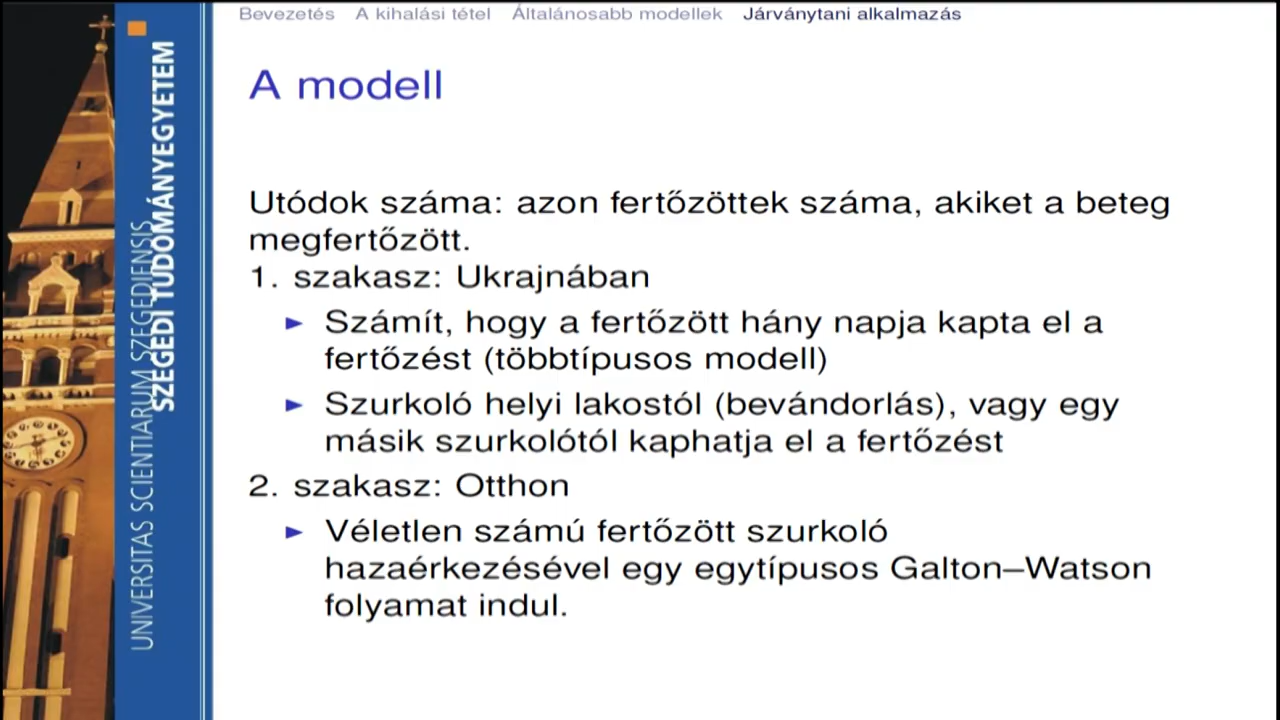 Bevezetés A kihalási tétel Általánosabb modellek Járványtani alkalmazás
UNIVERSITAS SCIENTIARUM SZEGEDIENSIS
SZEGEDI TUDOMÁNYEGYETEM
A modell
Utódok száma: azon fertőzöttek száma, akiket a beteg
megfertőzött.
1. szakasz: Ukrajnában
► Számít, hogy a fertőzött hány napja kapta el a
fertőzést (többtípusos modell)
► Szurkoló helyi lakostól (bevándorlás), vagy egy
másik szurkolótól kaphatja el a fertőzést
2. szakasz: Otthon
► Véletlen számú fertőzött szurkoló
hazaérkezésével egy egytípusos Galton–Watson
folyamat indul.